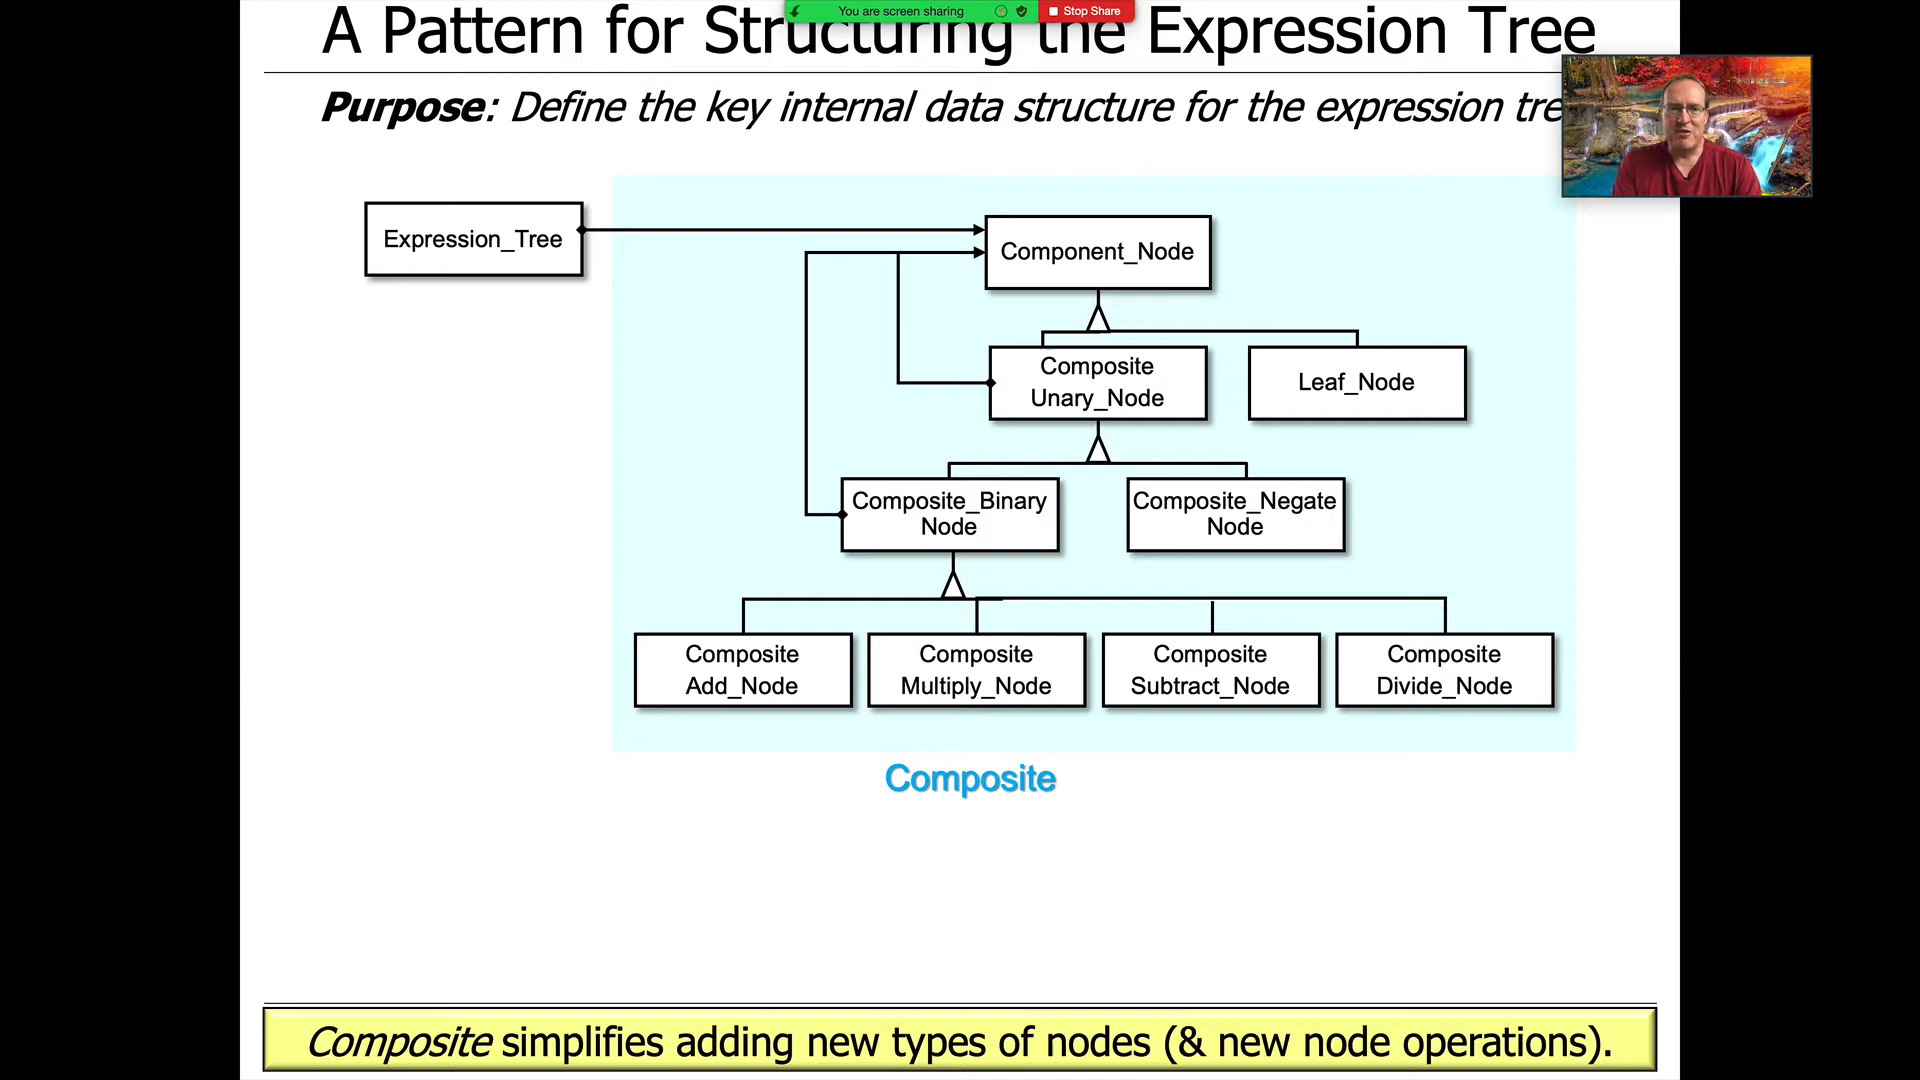 You are screen sharing
Stop Share
A Pattern for Structuring the Expression Tree
Purpose: Define the key internal data structure for the expression tre
Expression_Tree
Component_Node
Composite
Unary_Node
Leaf_Node
Composite_Binary
Node
Composite_Negate
Node
Composite
Add_Node
Composite
Multiply_Node
Composite
Subtract_Node
Composite
Divide_Node
Composite
Composite simplifies adding new types of nodes (& new node operations).